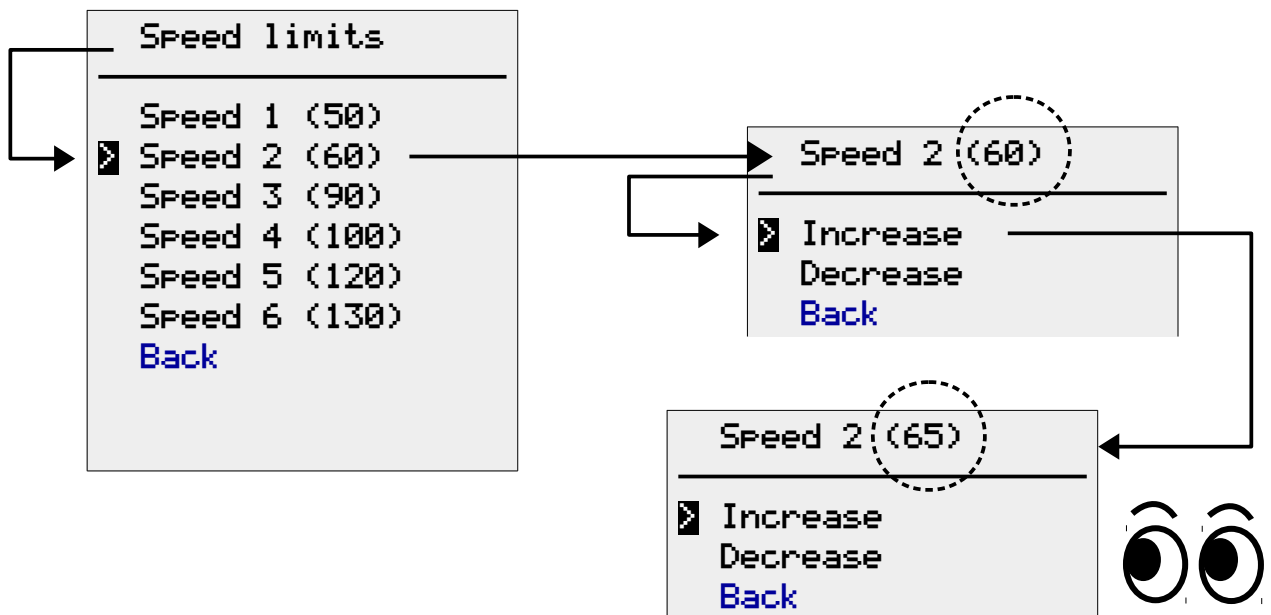 Speed limits
Speed 1 (50)
> Speed 2 (60)
Speed 3 (90)
Speed 4 (100)
Speed 5 (120)
Speed 6 (130)
Back
Speed 2 (60)
> Increase
Decrease
Back
Speed 2 (65)
> Increase
Decrease
Back